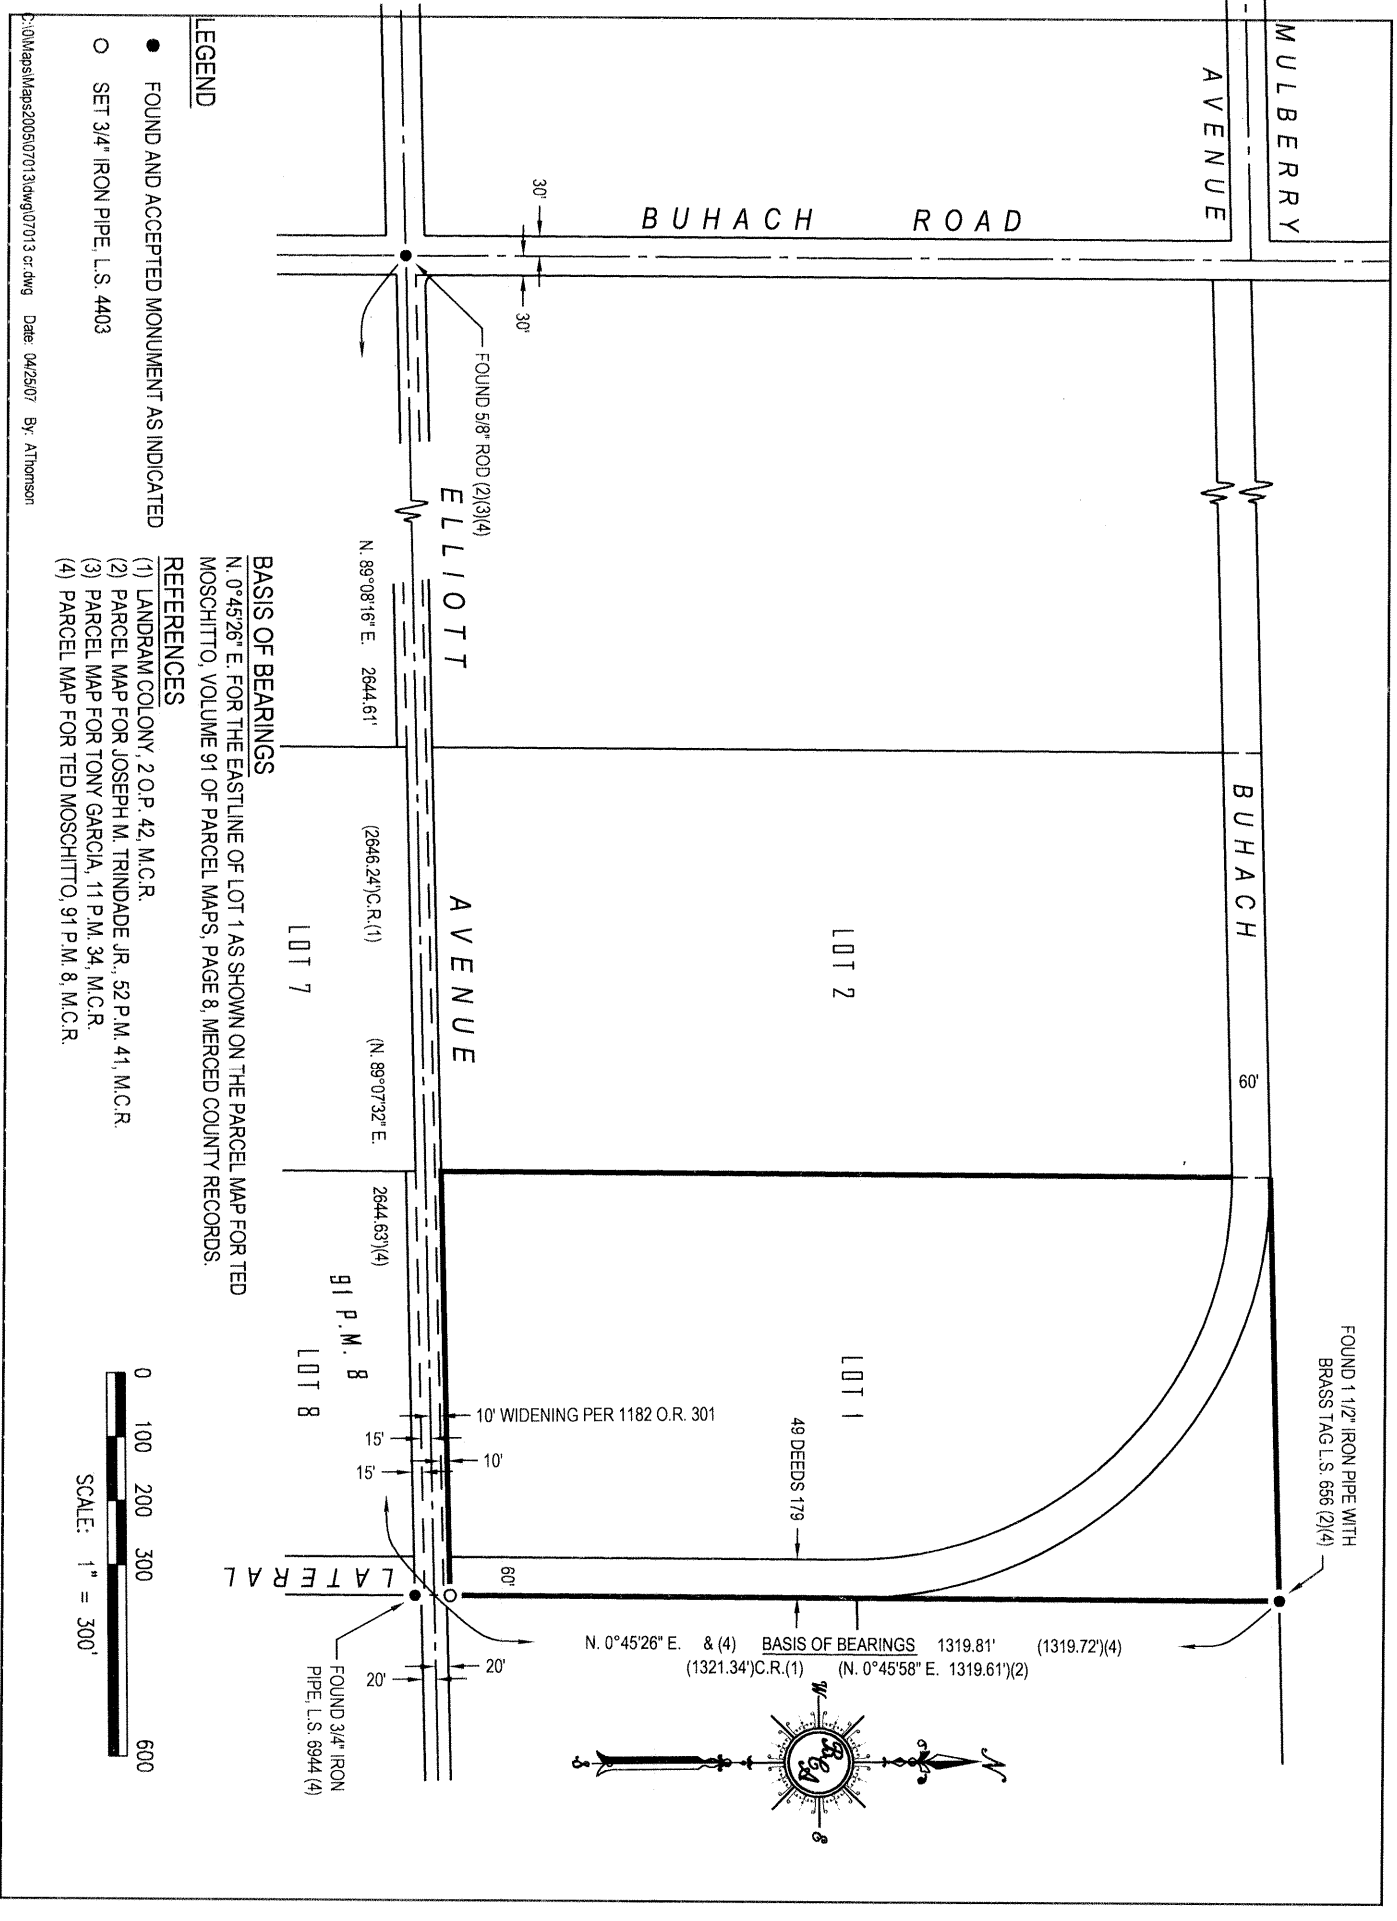 MULBERRY
AVENUE
BUHACH ROAD
30'
30'
FOUND 5/8" ROD (2)(3)(4)
ELLIOTT
AVENUE
N. 89°08'16" E. 2644.61'
(2646.24')C.R.(1)
(N. 89°07'32" E. 2644.63')(4)
BUHACH
60'
LOT 2
LOT 7
LOT 1
91 P.M. 8
LOT 8
49 DEEDS 179
10' WIDENING PER 1182 O.R. 301
15'
10'
15'
60'
LATERAL
20'
20'
FOUND 1 1/2" IRON PIPE WITH
BRASS TAG L.S. 656 (2)(4)
N. 0°45'26" E. & (4) BASIS OF BEARINGS 1319.81' (1319.72')(4)
(1321.34')C.R.(1) (N. 0°45'58" E. 1319.61')(2)
FOUND 3/4" IRON
PIPE, L.S. 6944 (4)
N
W
E
S
BASIS OF BEARINGS
N. 0°45'26" E. FOR THE EASTLINE OF LOT 1 AS SHOWN ON THE PARCEL MAP FOR TED
MOSCHITTO, VOLUME 91 OF PARCEL MAPS, PAGE 8, MERCED COUNTY RECORDS.
LEGEND
FOUND AND ACCEPTED MONUMENT AS INDICATED
SET 3/4" IRON PIPE, L.S. 4403
REFERENCES
(1) LANDRAM COLONY, 2 O.P. 42, M.C.R.
(2) PARCEL MAP FOR JOSEPH M. TRINDADE JR., 52 P.M. 41, M.C.R.
(3) PARCEL MAP FOR TONY GARCIA, 11 P.M. 34, M.C.R.
(4) PARCEL MAP FOR TED MOSCHITTO, 91 P.M. 8, M.C.R.
0 100 200 300 600
SCALE: 1" = 300'
C:\0\Maps\Maps2005\07013\dwg\07013 cr.dwg Date: 04/25/07 By: AThomson